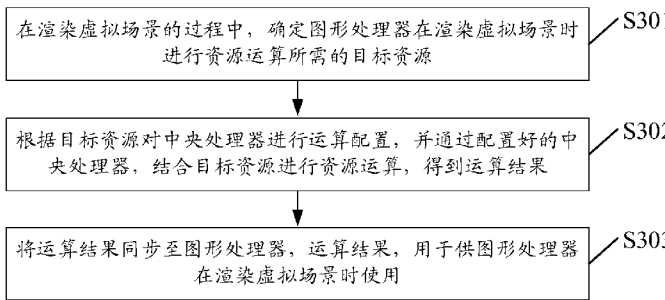 在渲染虚拟场景的过程中，确定图形处理器在渲染虚拟场景时
进行资源运算所需的目标资源
S301
根据目标资源对中央处理器进行运算配置，并通过配置好的中
央处理器，结合目标资源进行资源运算，得到运算结果
S302
将运算结果同步至图形处理器，运算结果，用于供图形处理器
在渲染虚拟场景时使用
S303